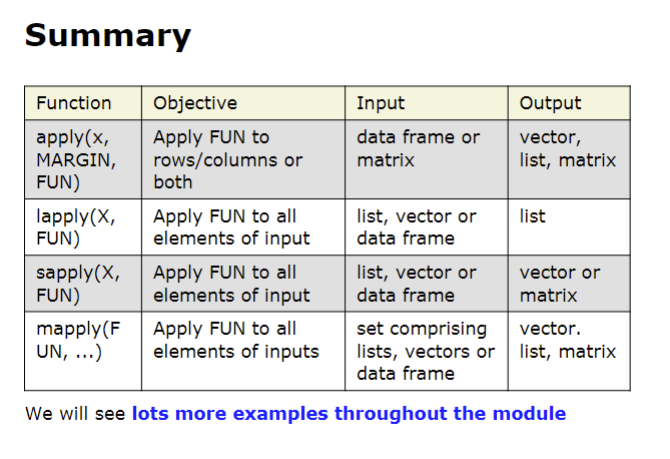 Summary
Function Objective Input Output
apply(x, Apply FUN to data frame or vector,
MARGIN, rows/columns or matrix list, matrix
FUN) both
lapply(X, Apply FUN to all list, vector or list
FUN) elements of input data frame
sapply(X, Apply FUN to all list, vector or vector or
FUN) elements of input data frame matrix
mapply(F Apply FUN to all set comprising vector.
UN, ...) elements of inputs lists, vectors or list, matrix
data frame
We will see lots more examples throughout the module